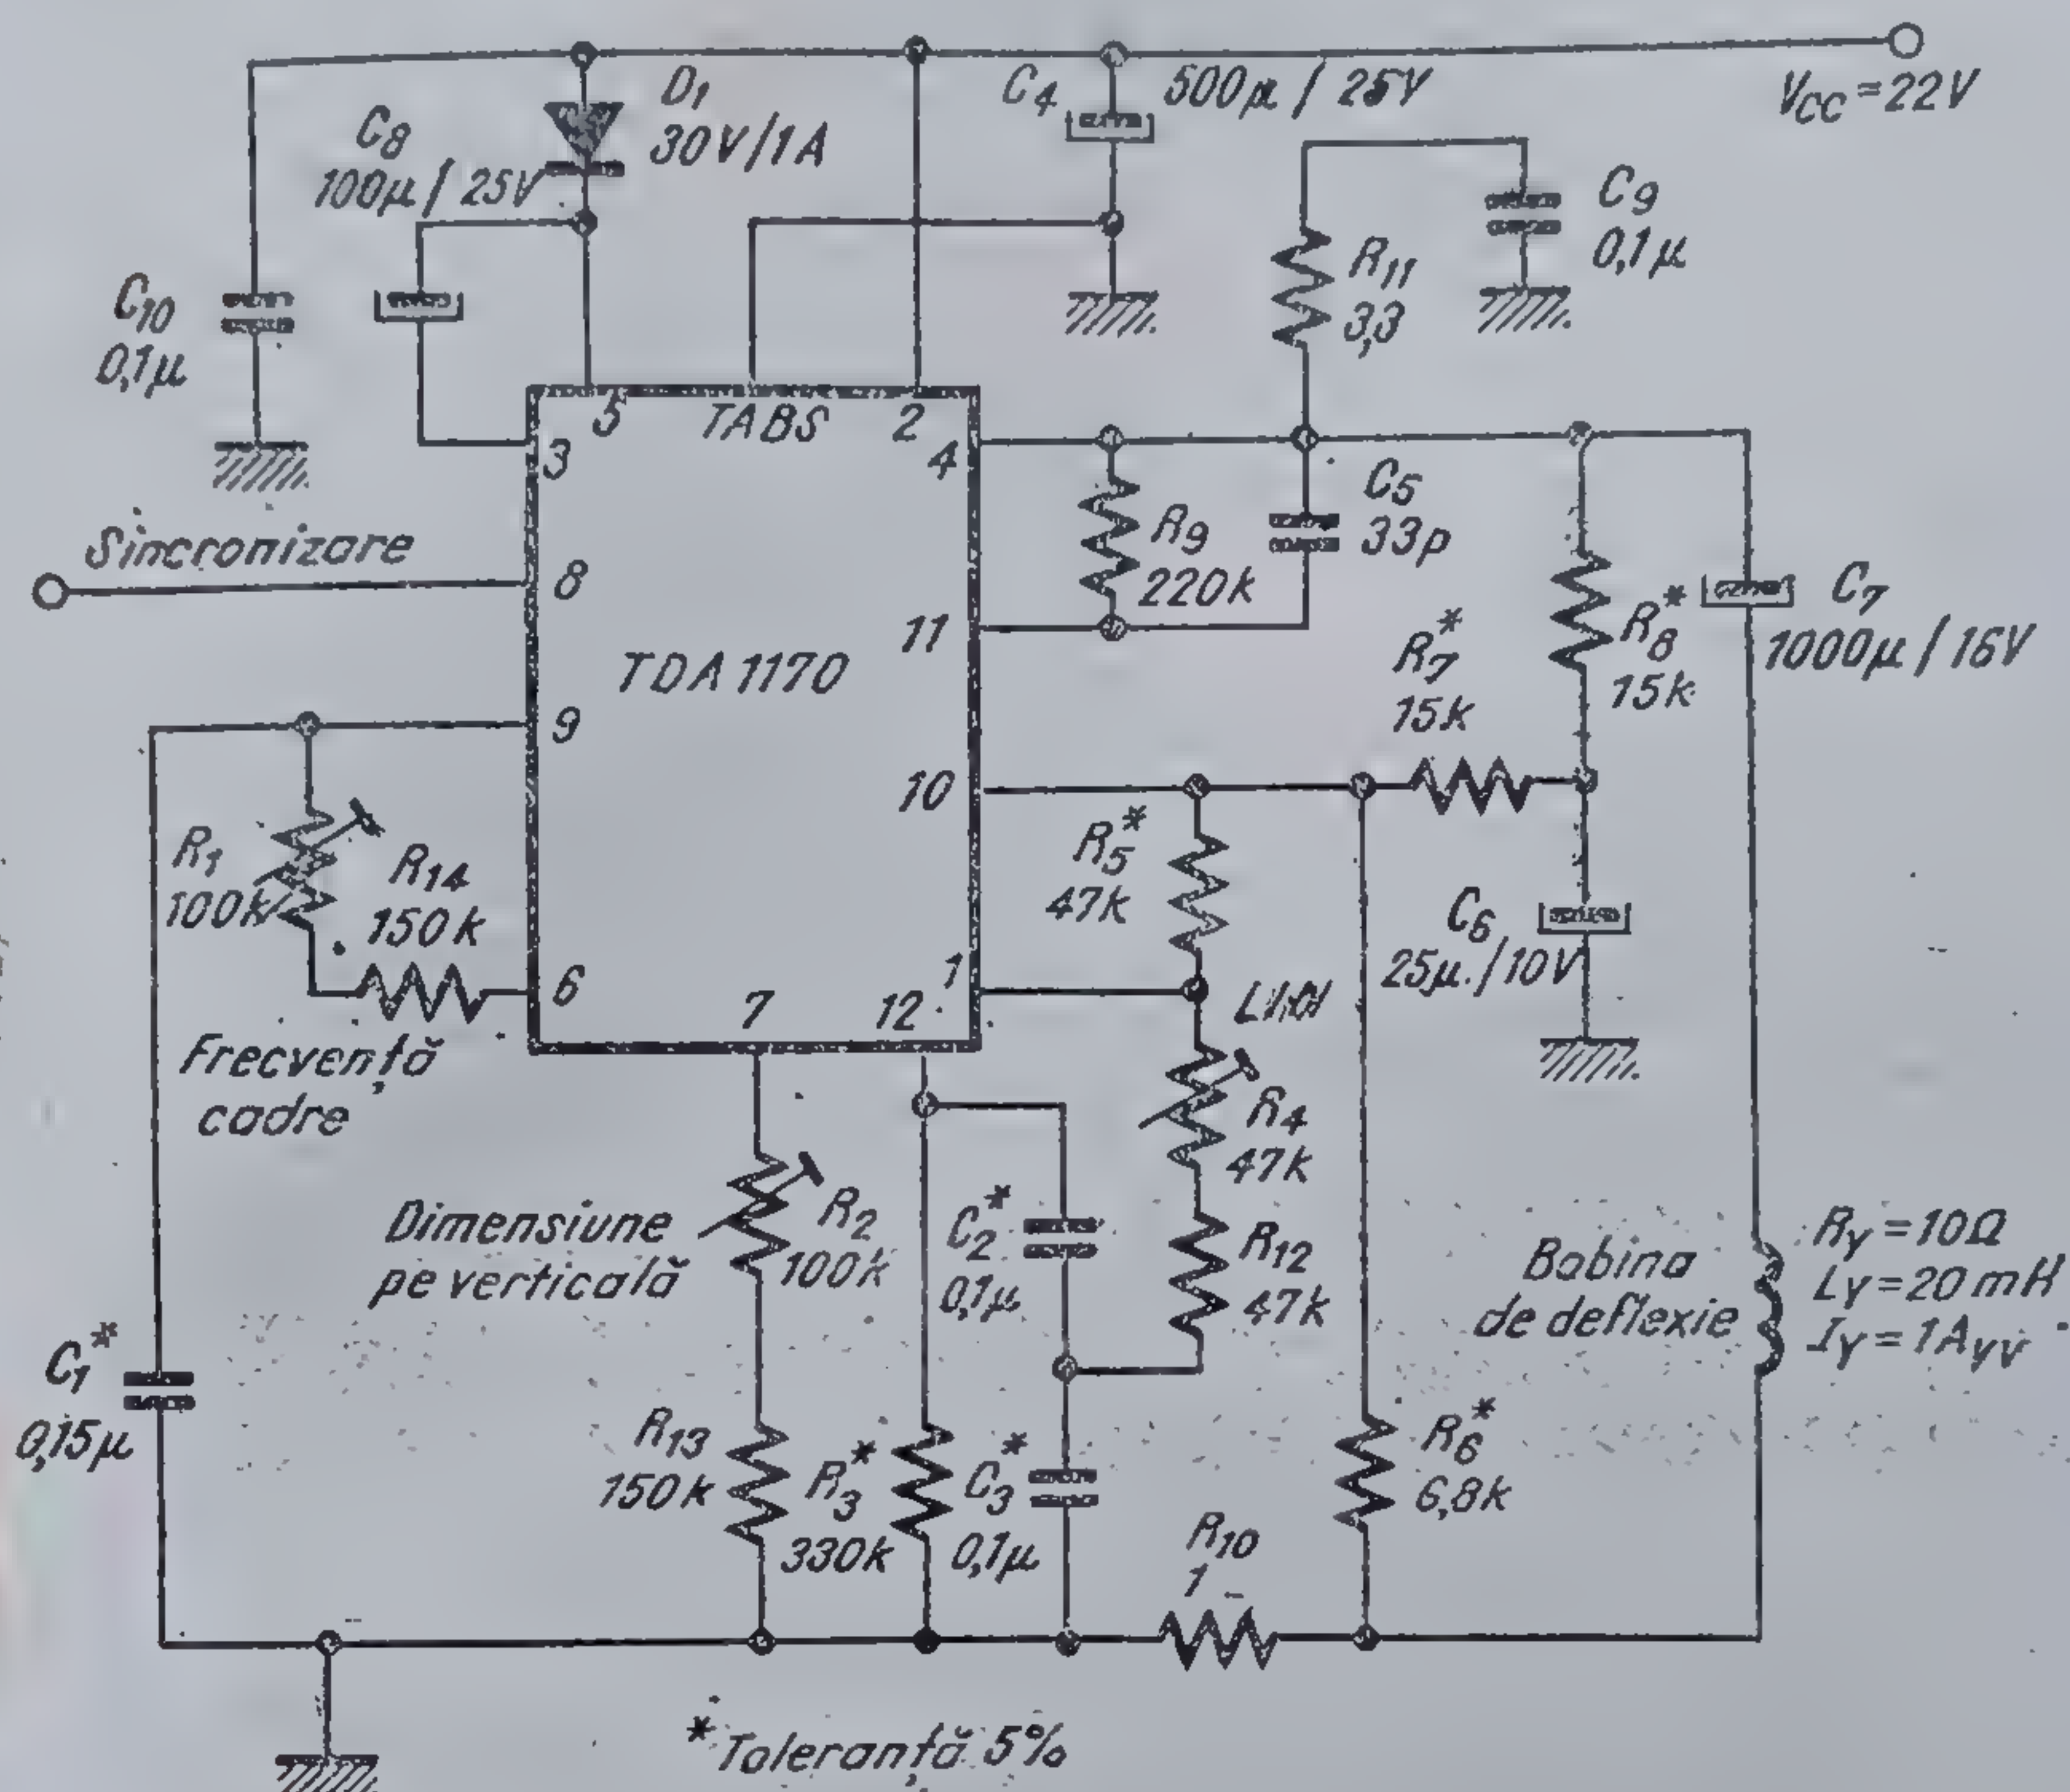 V_CC = 22V
D1
30V/1A
C4
500µ / 25V
C8
100µ / 25V
C9
0,1µ
R11
3,3
C10
0,1µ
5
TABS
2
3
4
C5
33p
R9
220k
Sincronizare
8
11
C7
1000µ / 16V
R8*
15k
R7*
15k
TDA 1170
9
10
R1
100k
R14
150k
R5*
47k
C6
25µ./10V
6
7
12
1
Frecvență
cadre
R4
47k
Dimensiune
pe verticală
R2
100k
C2*
0,1µ
R12
47k
Bobina
de deflexie
Ry = 10Ω
Ly = 20 mH
Iy = 1Ayv
C1*
0,15µ
R13
150k
R3*
330k
C3*
0,1µ
R6*
6,8k
R10
1
* Toleranță 5%